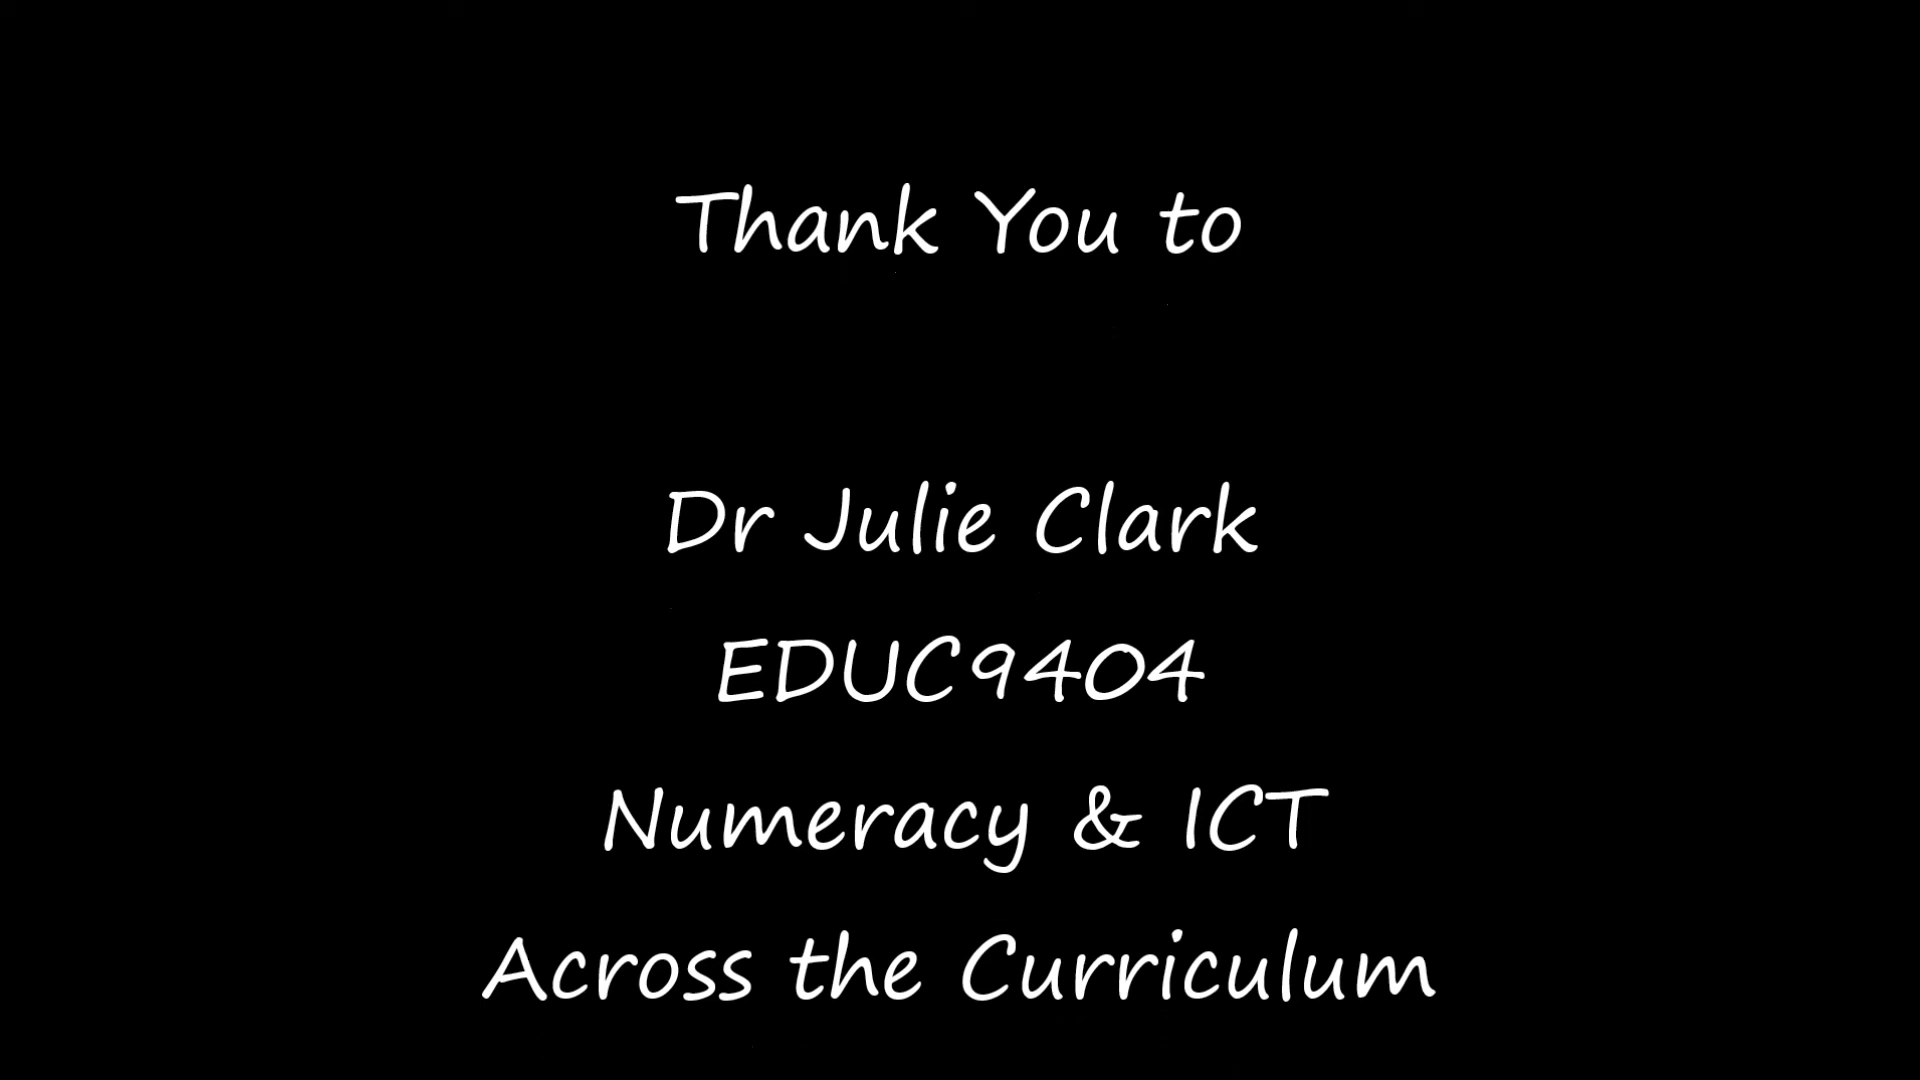 Thank You to
Dr Julie Clark
EDUC9404
Numeracy & ICT
Across the Curriculum